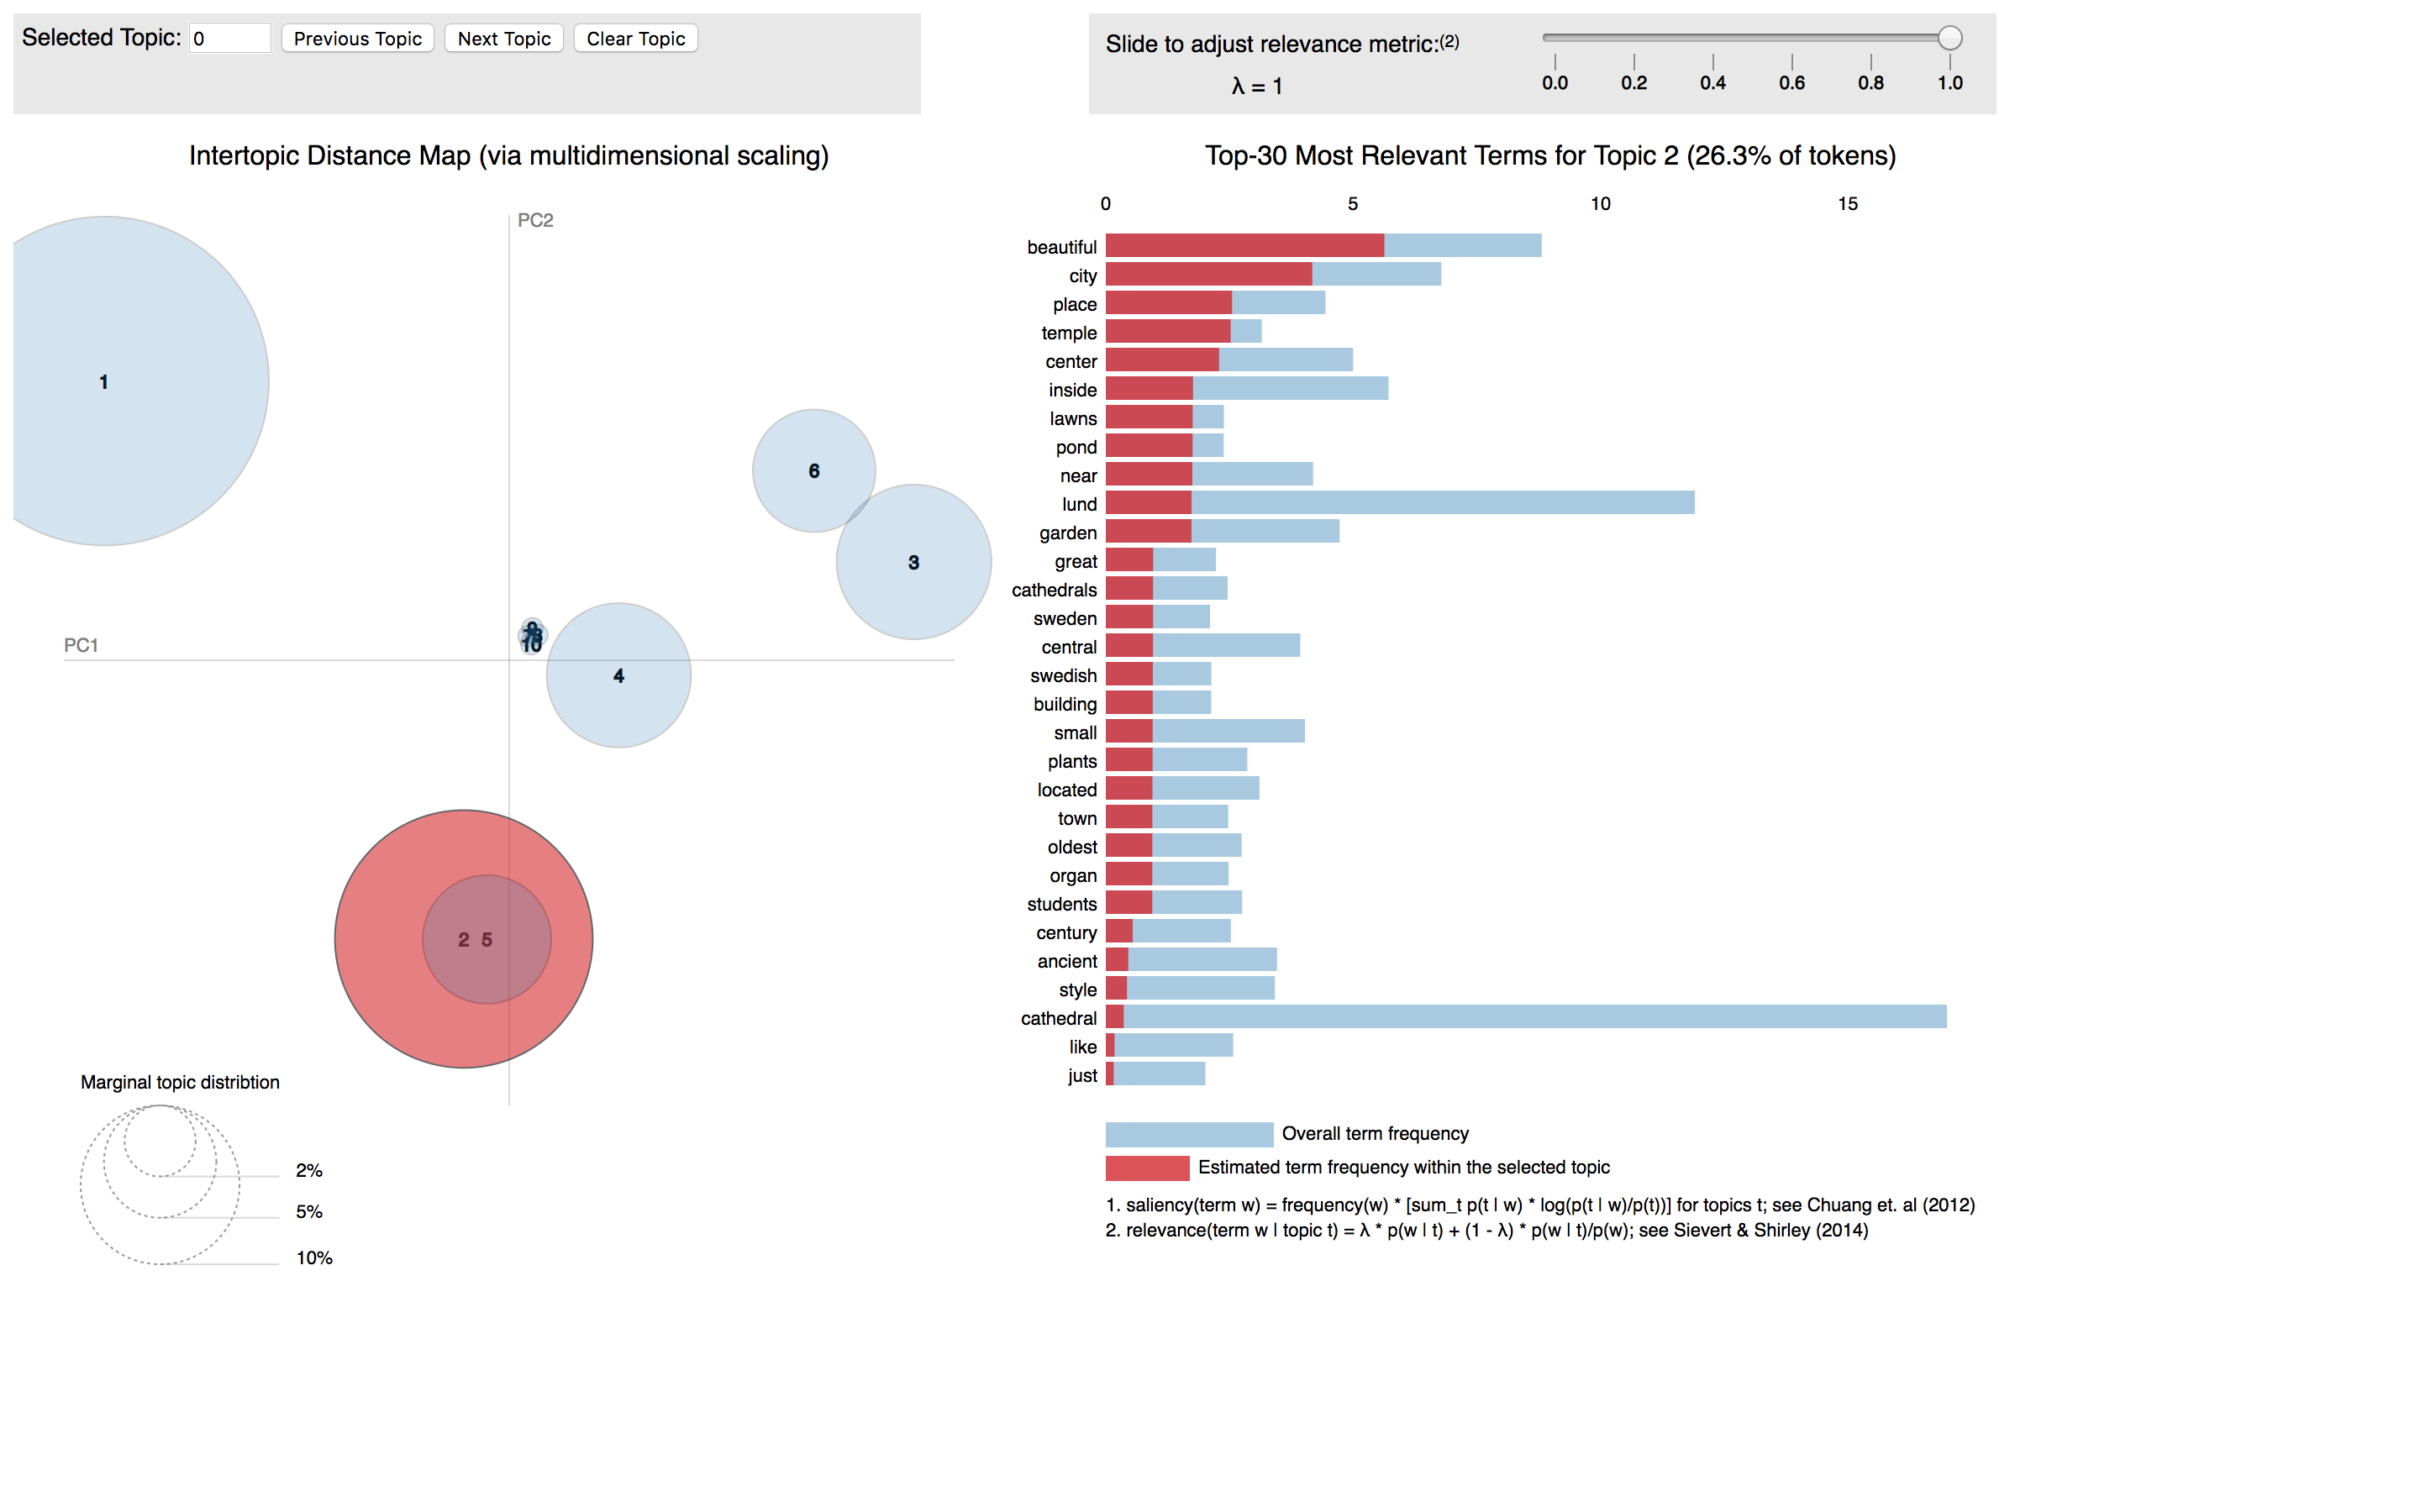 Selected Topic: 0 Previous Topic Next Topic Clear Topic
Slide to adjust relevance metric:(2)
λ = 1
0.0 0.2 0.4 0.6 0.8 1.0
Intertopic Distance Map (via multidimensional scaling)
PC2
1
6
3
PC1
10
4
2 5
Marginal topic distribtion
2%
5%
10%
Top-30 Most Relevant Terms for Topic 2 (26.3% of tokens)
0 5 10 15
beautiful
city
place
temple
center
inside
lawns
pond
near
lund
garden
great
cathedrals
sweden
central
swedish
building
small
plants
located
town
oldest
organ
students
century
ancient
style
cathedral
like
just
Overall term frequency
Estimated term frequency within the selected topic
1. saliency(term w) = frequency(w) * [sum_t p(t | w) * log(p(t | w)/p(t))] for topics t; see Chuang et. al (2012)
2. relevance(term w | topic t) = λ * p(w | t) + (1 - λ) * p(w | t)/p(w); see Sievert & Shirley (2014)